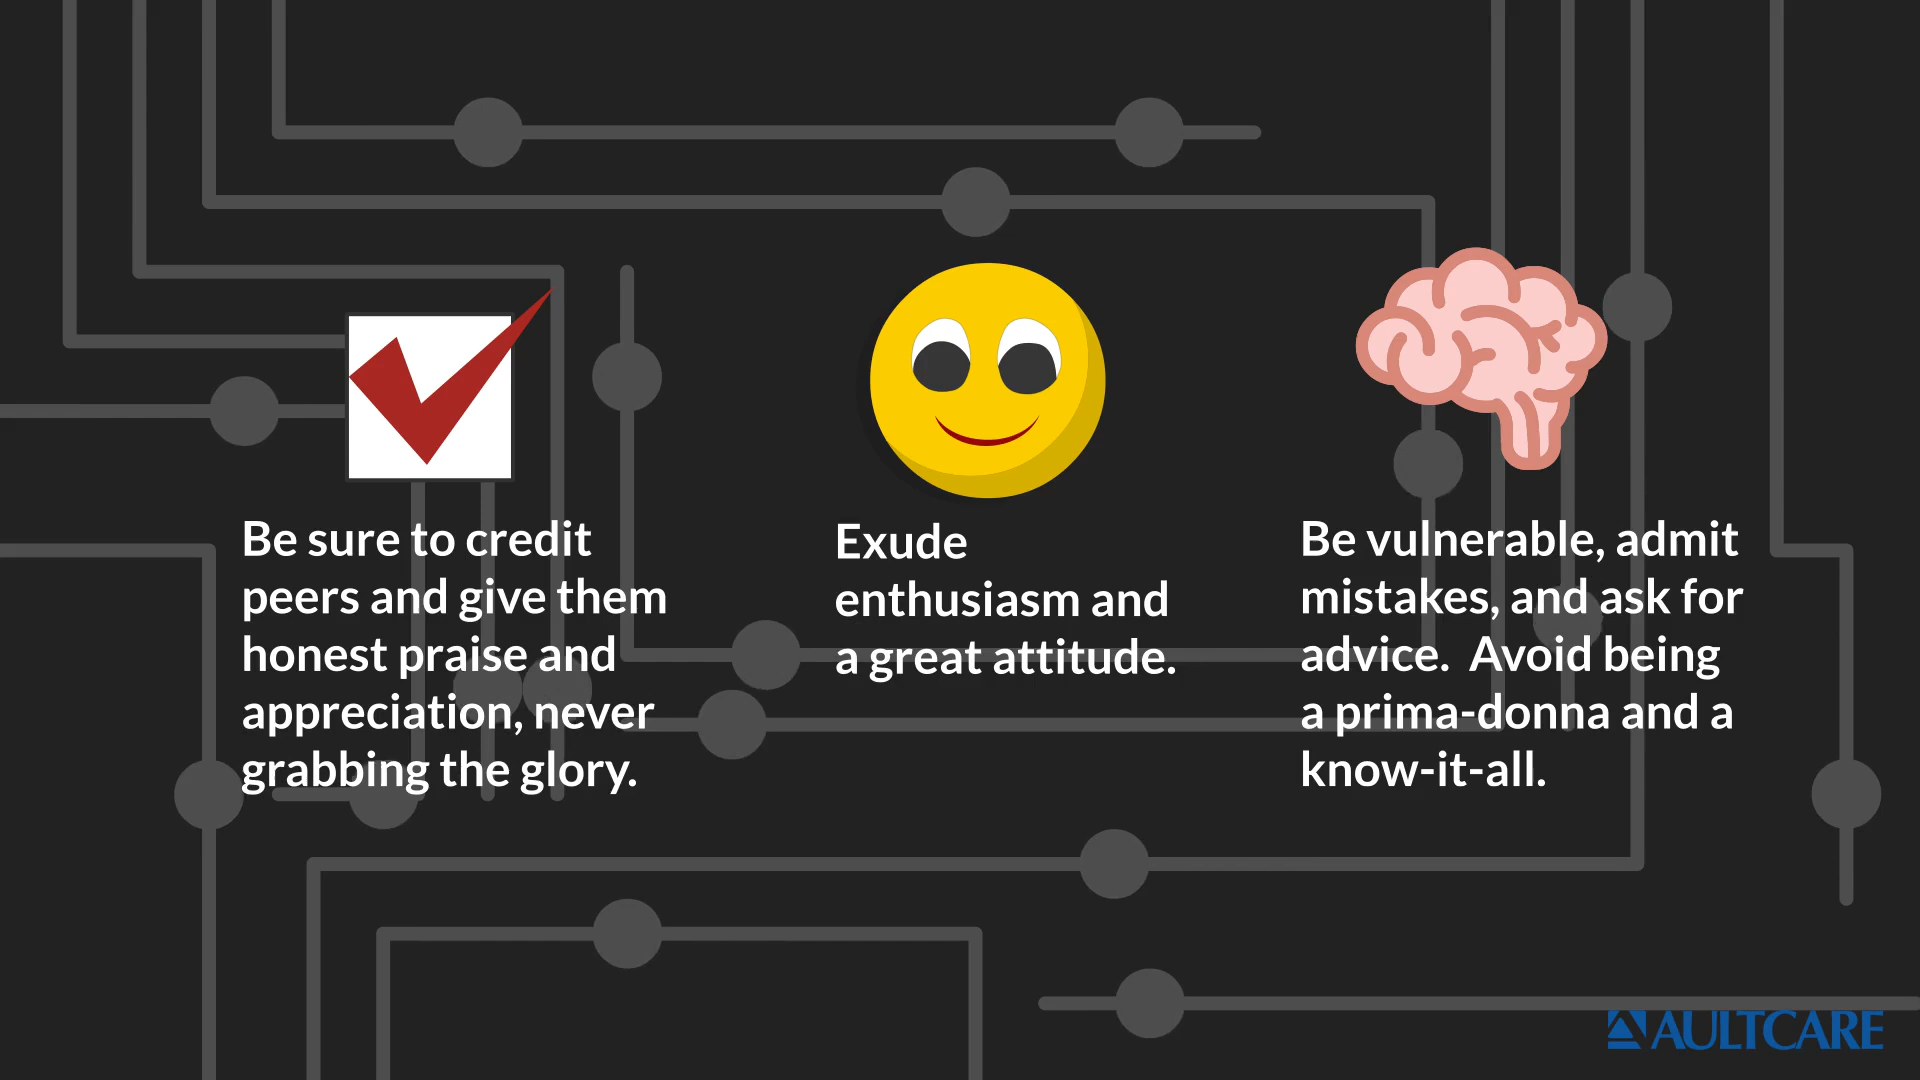 Be sure to credit
peers and give them
honest praise and
appreciation, never
grabbing the glory.
Exude
enthusiasm and
a great attitude.
Be vulnerable, admit
mistakes, and ask for
advice.  Avoid being
a prima-donna and a
know-it-all.
AULTCARE